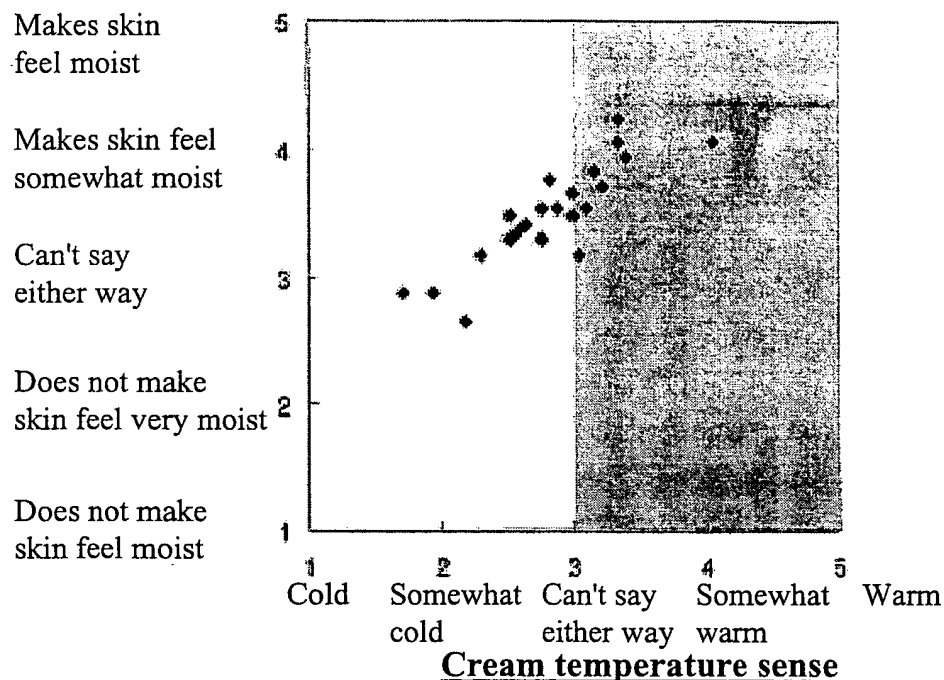 Makes skin
feel moist
5
Makes skin feel
somewhat moist
4
Can't say
either way
3
Does not make
skin feel very moist
2
Does not make
skin feel moist
1
1 2 3 4 5
Cold Somewhat Can't say Somewhat Warm
cold either way warm
Cream temperature sense